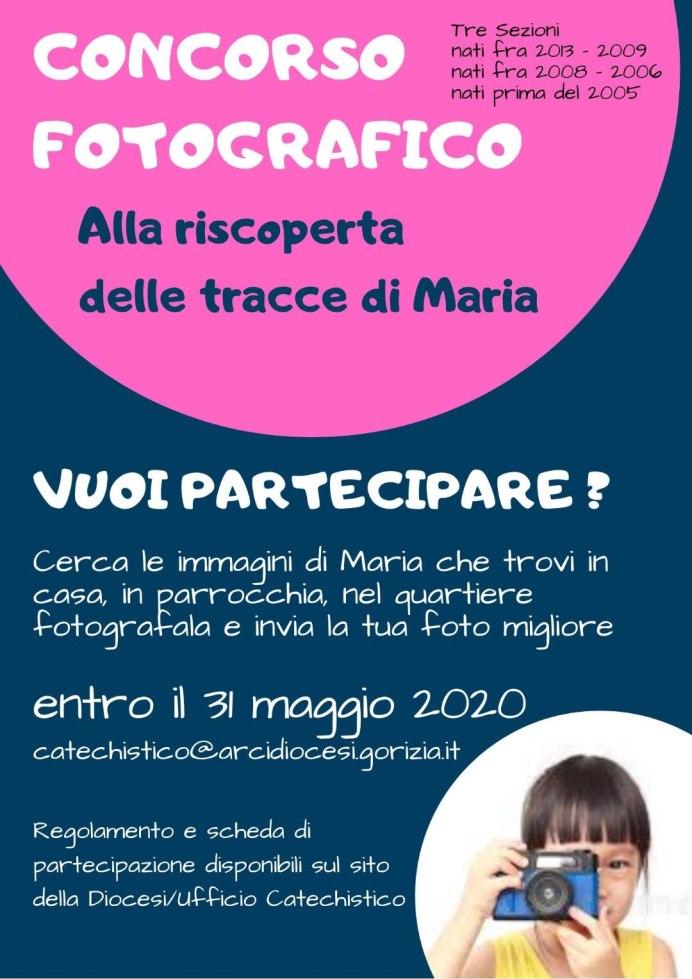 CONCORSO
FOTOGRAFICO
Tre Sezioni
nati fra 2013 - 2009
nati fra 2008 - 2006
nati prima del 2005
Alla riscoperta
delle tracce di Maria
VUOI PARTECIPARE ?
Cerca le immagini di Maria che trovi in
casa, in parrocchia, nel quartiere
fotografala e invia la tua foto migliore
entro il 31 maggio 2020
catechistico@arcidiocesi.gorizia.it
Regolamento e scheda di
partecipazione disponibili sul sito
della Diocesi/Ufficio Catechistico